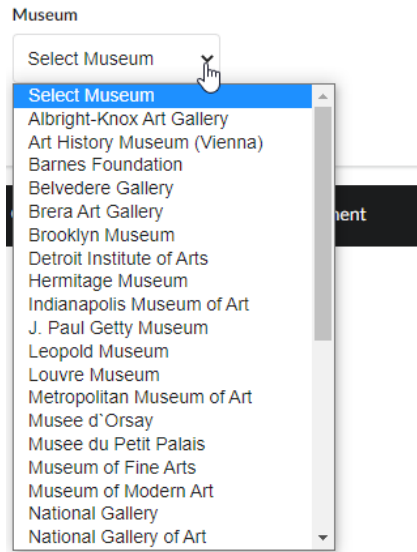 Museum
Select Museum
Select Museum
Albright-Knox Art Gallery
Art History Museum (Vienna)
Barnes Foundation
Belvedere Gallery
Brera Art Gallery
Brooklyn Museum
Detroit Institute of Arts
Hermitage Museum
Indianapolis Museum of Art
J. Paul Getty Museum
Leopold Museum
Louvre Museum
Metropolitan Museum of Art
Musee d`Orsay
Musee du Petit Palais
Museum of Fine Arts
Museum of Modern Art
National Gallery
National Gallery of Art